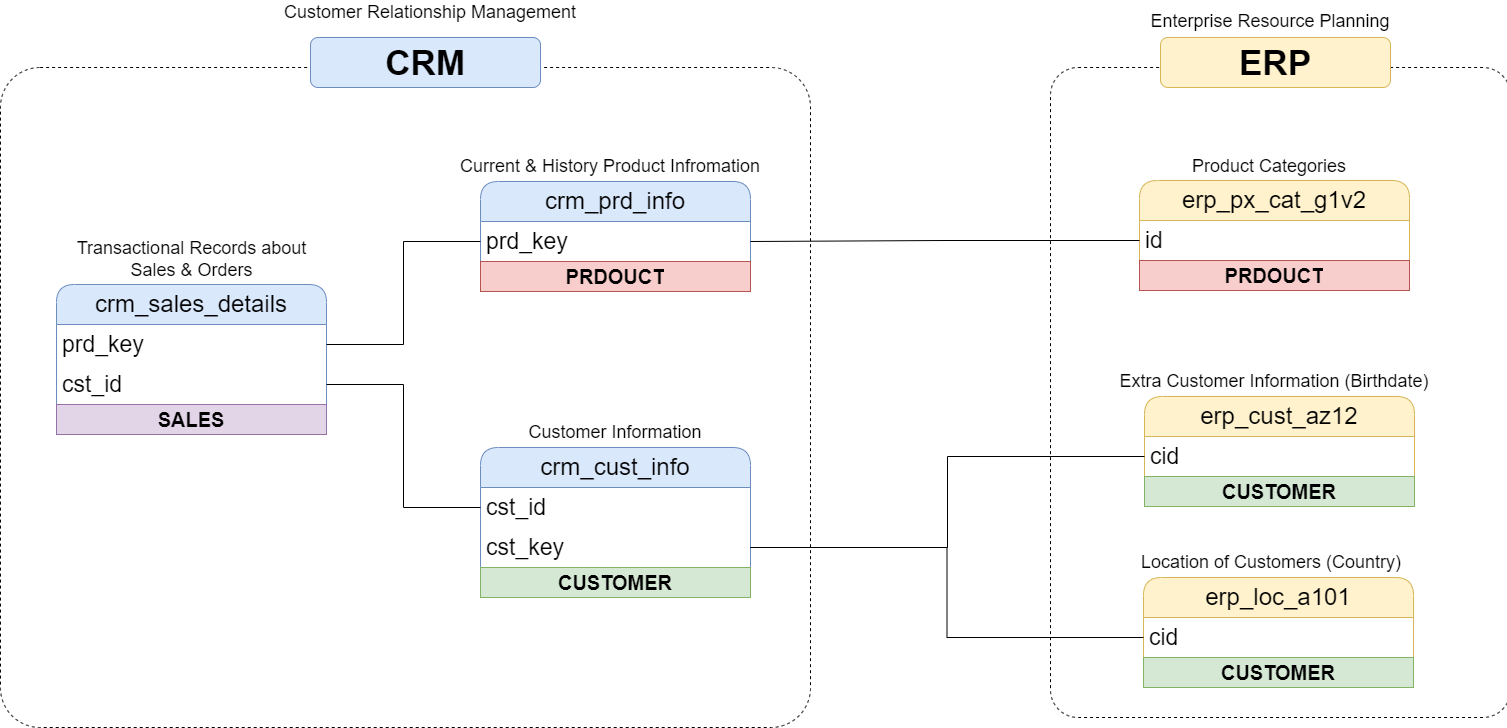 Customer Relationship Management
CRM
Enterprise Resource Planning
ERP
Transactional Records about
Sales & Orders
crm_sales_details
prd_key
cst_id
SALES
Current & History Product Infromation
crm_prd_info
prd_key
PRDOUCT
Customer Information
crm_cust_info
cst_id
cst_key
CUSTOMER
Product Categories
erp_px_cat_g1v2
id
PRDOUCT
Extra Customer Information (Birthdate)
erp_cust_az12
cid
CUSTOMER
Location of Customers (Country)
erp_loc_a101
cid
CUSTOMER